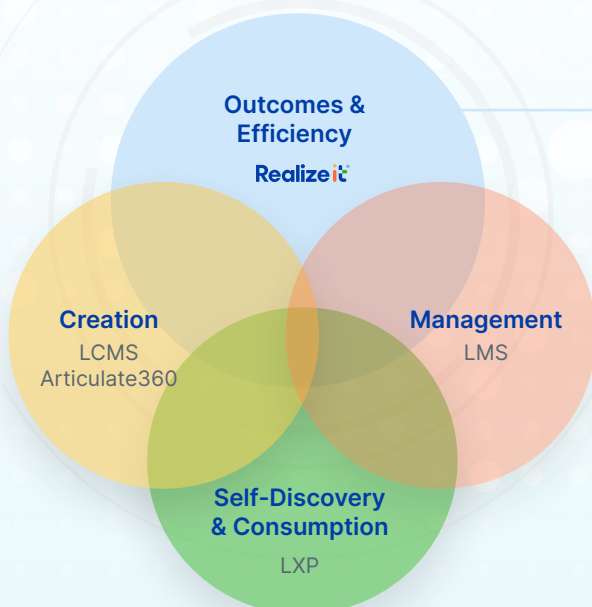 Outcomes &
Efficiency
Realizeit
Creation
LCMS
Articulate360
Management
LMS
Self-Discovery
& Consumption
LXP